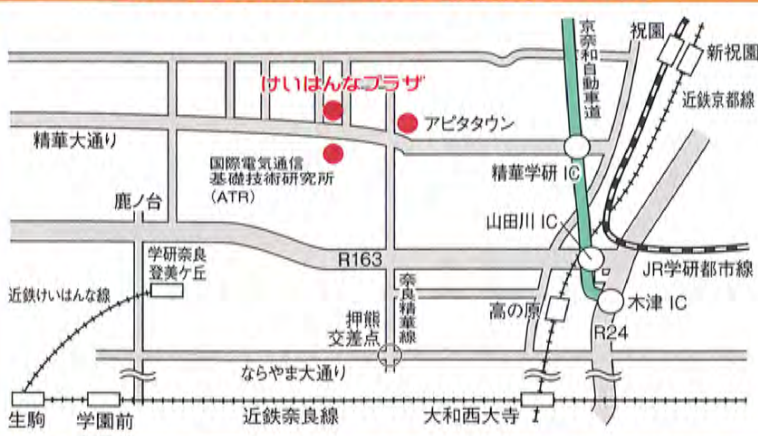 祝園
新祝園
京奈和自動車道
近鉄京都線
けいはんなプラザ
アピタタウン
精華大通り
国際電気通信
基礎技術研究所
(ATR)
精華学研 IC
鹿ノ台
山田川 IC
学研奈良
登美ケ丘
R163
JR学研都市線
近鉄けいはんな線
奈良精華線
高の原
木津 IC
押熊
交差点
R24
ならやま大通り
生駒
学園前
近鉄奈良線
大和西大寺